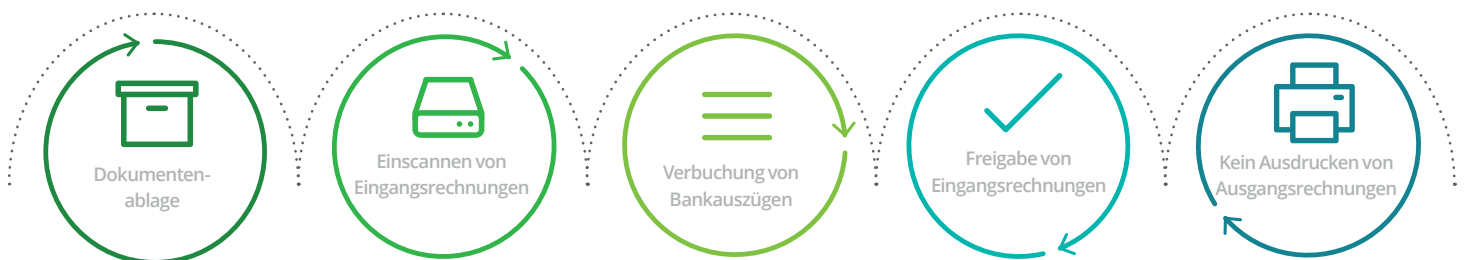 Dokumenten-
ablage
Einscannen von
Eingangsrechnungen
Verbuchung von
Bankauszügen
Freigabe von
Eingangsrechnungen
Kein Ausdrucken von
Ausgangsrechnungen